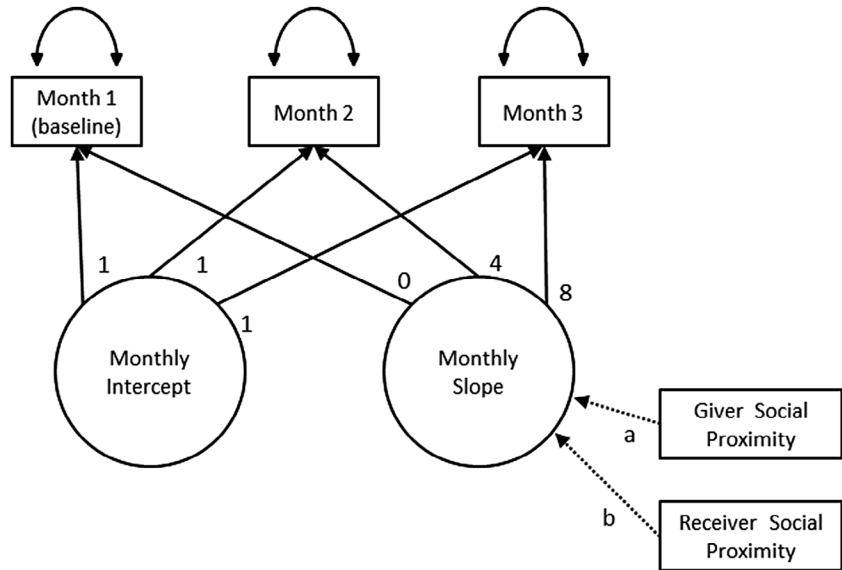 Month 1
(baseline)
Month 2
Month 3
1
1
1
0
4
8
Monthly
Intercept
Monthly
Slope
Giver Social
Proximity
a
Receiver Social
Proximity
b